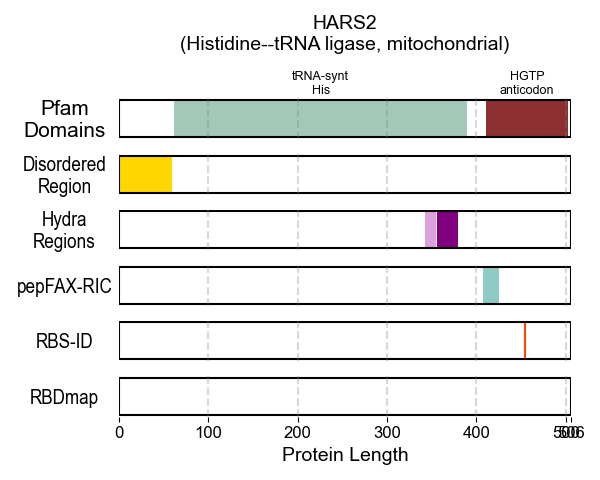 HARS2
(Histidine--tRNA ligase, mitochondrial)
tRNA-synt
His
HGTP
anticodon
Pfam
Domains
Disordered
Region
Hydra
Regions
pepFAX-RIC
RBS-ID
RBDmap
0 100 200 300 400 500 506
Protein Length